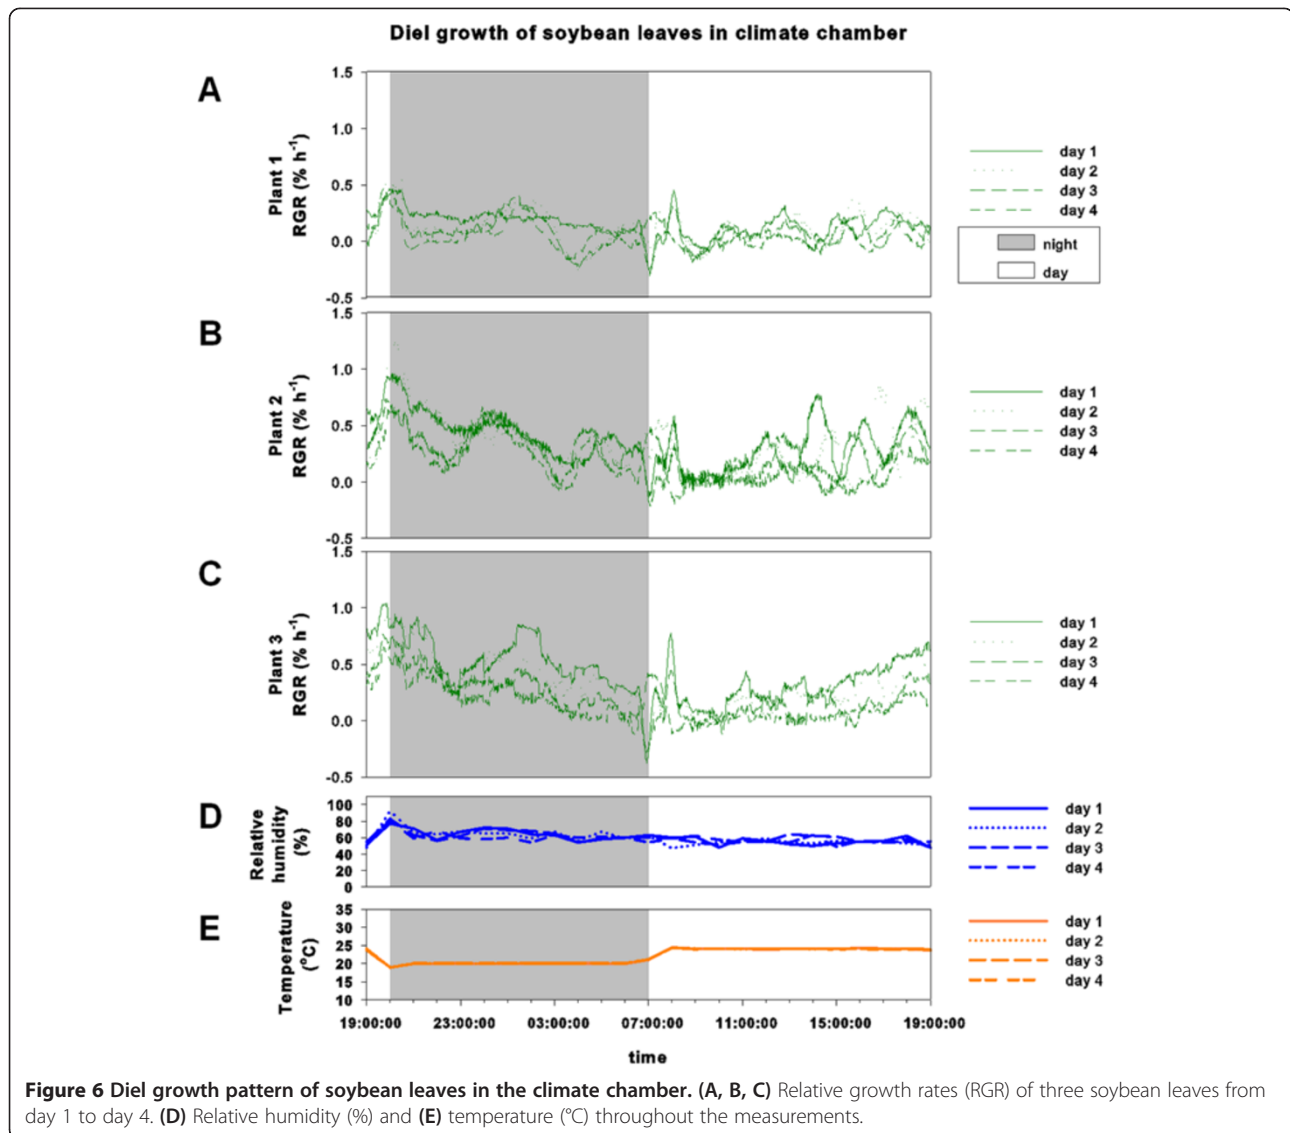 Diel growth of soybean leaves in climate chamber
A
Plant 1
RGR (% h⁻¹)
1.5
1.0
0.5
0.0
-0.5
day 1
day 2
day 3
day 4
night
day
B
Plant 2
RGR (% h⁻¹)
1.5
1.0
0.5
0.0
-0.5
day 1
day 2
day 3
day 4
C
Plant 3
RGR (% h⁻¹)
1.5
1.0
0.5
0.0
-0.5
day 1
day 2
day 3
day 4
D
Relative
humidity
(%)
100
80
60
40
20
0
day 1
day 2
day 3
day 4
E
Temperature
(°C)
35
30
25
20
15
10
day 1
day 2
day 3
day 4
19:00:00 23:00:00 03:00:00 07:00:00 11:00:00 15:00:00 19:00:00
time
Figure 6 Diel growth pattern of soybean leaves in the climate chamber. (A, B, C) Relative growth rates (RGR) of three soybean leaves from
day 1 to day 4. (D) Relative humidity (%) and (E) temperature (°C) throughout the measurements.